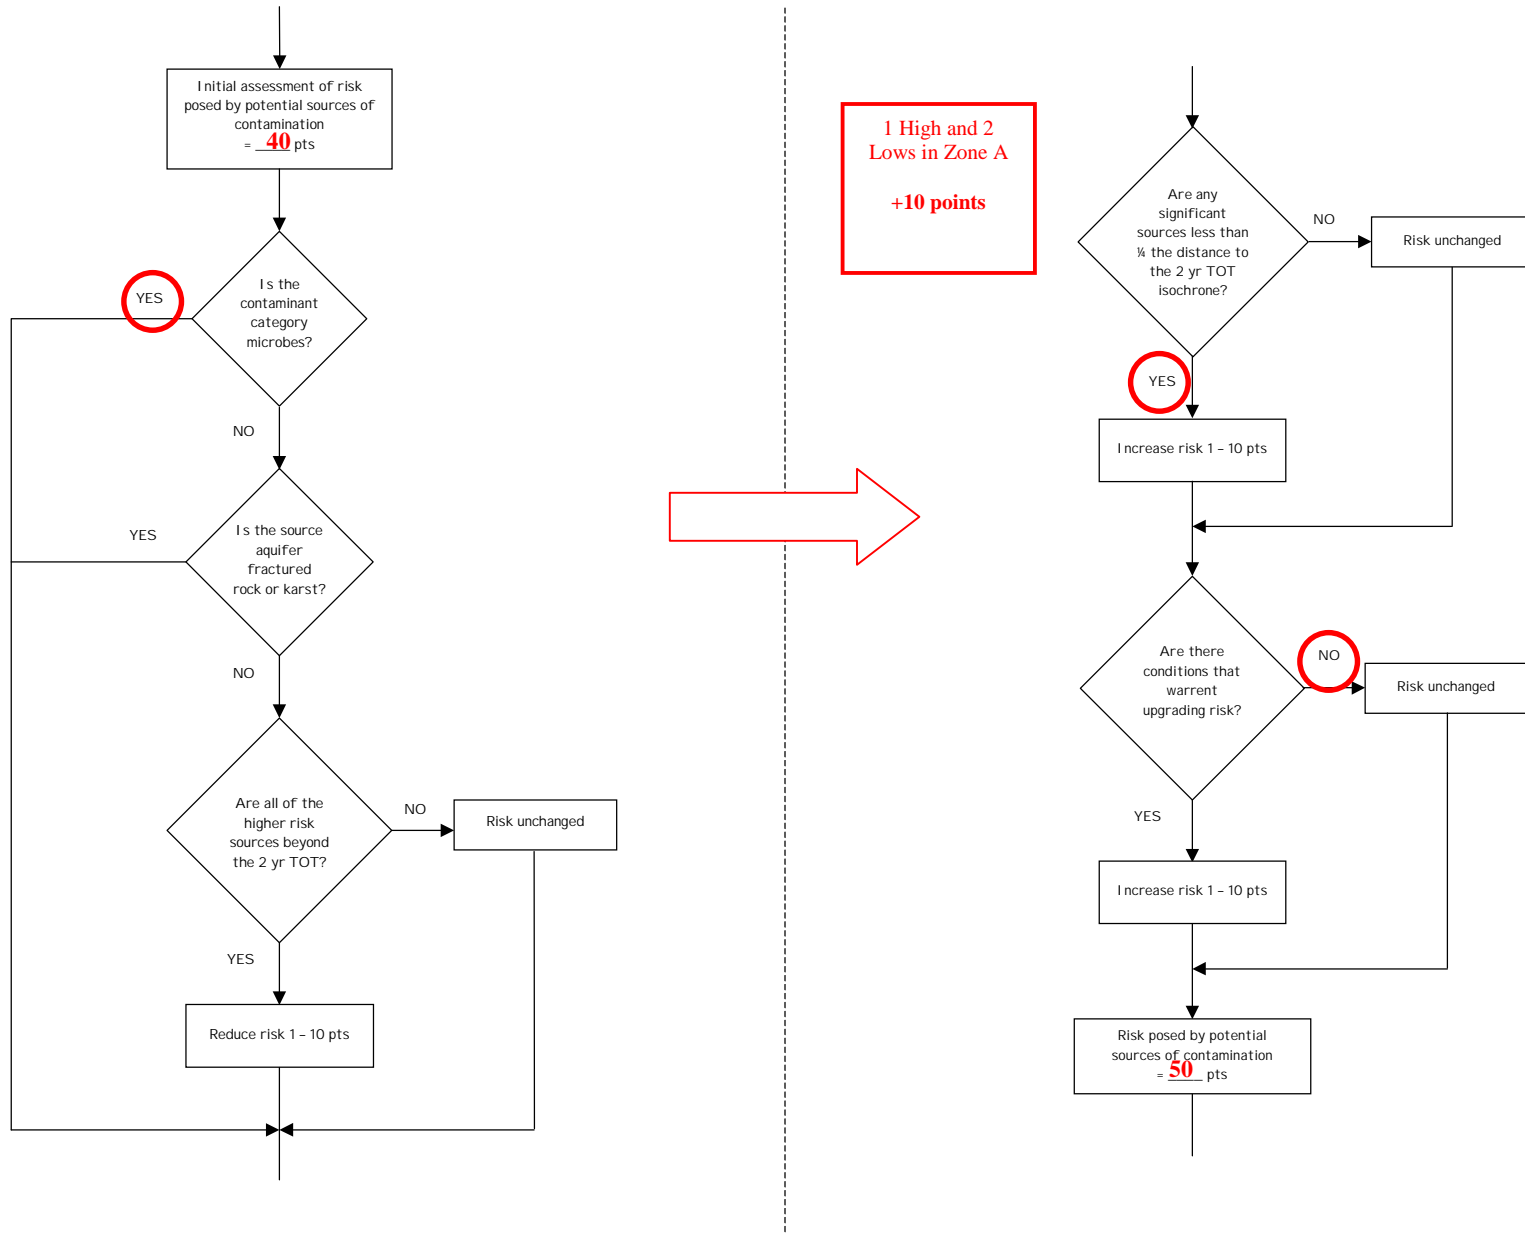 Initial assessment of risk
posed by potential sources of
contamination
= 40 pts
Is the
contaminant
category
microbes?
YES
NO
Is the source
aquifer
fractured
rock or karst?
YES
NO
Are all of the
higher risk
sources beyond
the 2 yr TOT?
NO
Risk unchanged
YES
Reduce risk 1 – 10 pts
1 High and 2
Lows in Zone A
+10 points
Are any
significant
sources less than
¼ the distance to
the 2 yr TOT
isochrone?
NO
Risk unchanged
YES
Increase risk 1 – 10 pts
Are there
conditions that
warrent
upgrading risk?
NO
Risk unchanged
YES
Increase risk 1 – 10 pts
Risk posed by potential
sources of contamination
= 50 pts